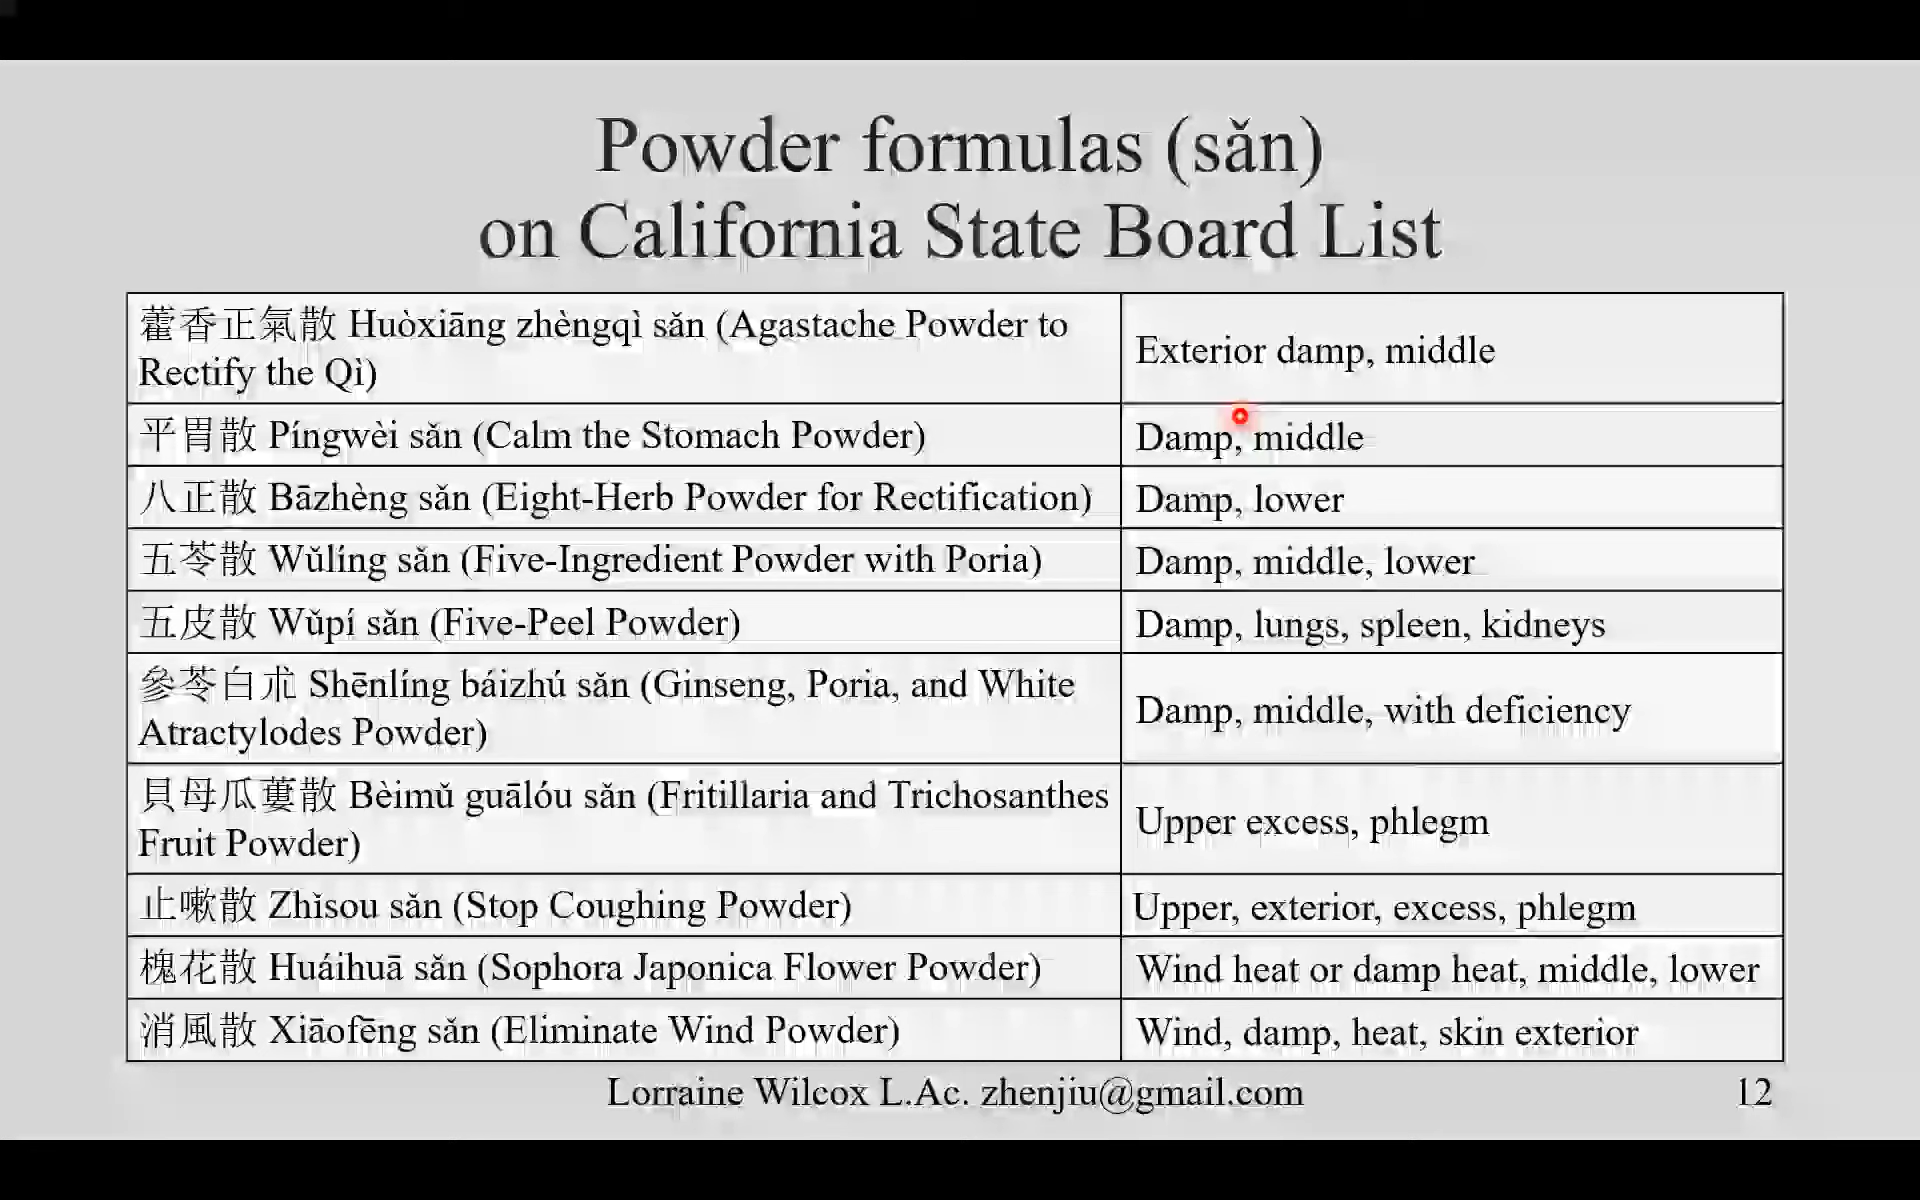 Powder formulas (sǎn)
on California State Board List
藿香正氣散 Huòxiāng zhèngqì sǎn (Agastache Powder to
Rectify the Qì)
Exterior damp, middle
平胃散 Píngwèi sǎn (Calm the Stomach Powder)
Damp, middle
八正散 Bāzhèng sǎn (Eight-Herb Powder for Rectification)
Damp, lower
五苓散 Wǔlíng sǎn (Five-Ingredient Powder with Poria)
Damp, middle, lower
五皮散 Wǔpí sǎn (Five-Peel Powder)
Damp, lungs, spleen, kidneys
參苓白朮 Shēnlíng báizhú sǎn (Ginseng, Poria, and White
Atractylodes Powder)
Damp, middle, with deficiency
貝母瓜蔞散 Bèimǔ guālóu sǎn (Fritillaria and Trichosanthes
Fruit Powder)
Upper excess, phlegm
止嗽散 Zhǐsou sǎn (Stop Coughing Powder)
Upper, exterior, excess, phlegm
槐花散 Huáihuā sǎn (Sophora Japonica Flower Powder)
Wind heat or damp heat, middle, lower
消風散 Xiāofēng sǎn (Eliminate Wind Powder)
Wind, damp, heat, skin exterior
Lorraine Wilcox L.Ac. zhenjiu@gmail.com
12